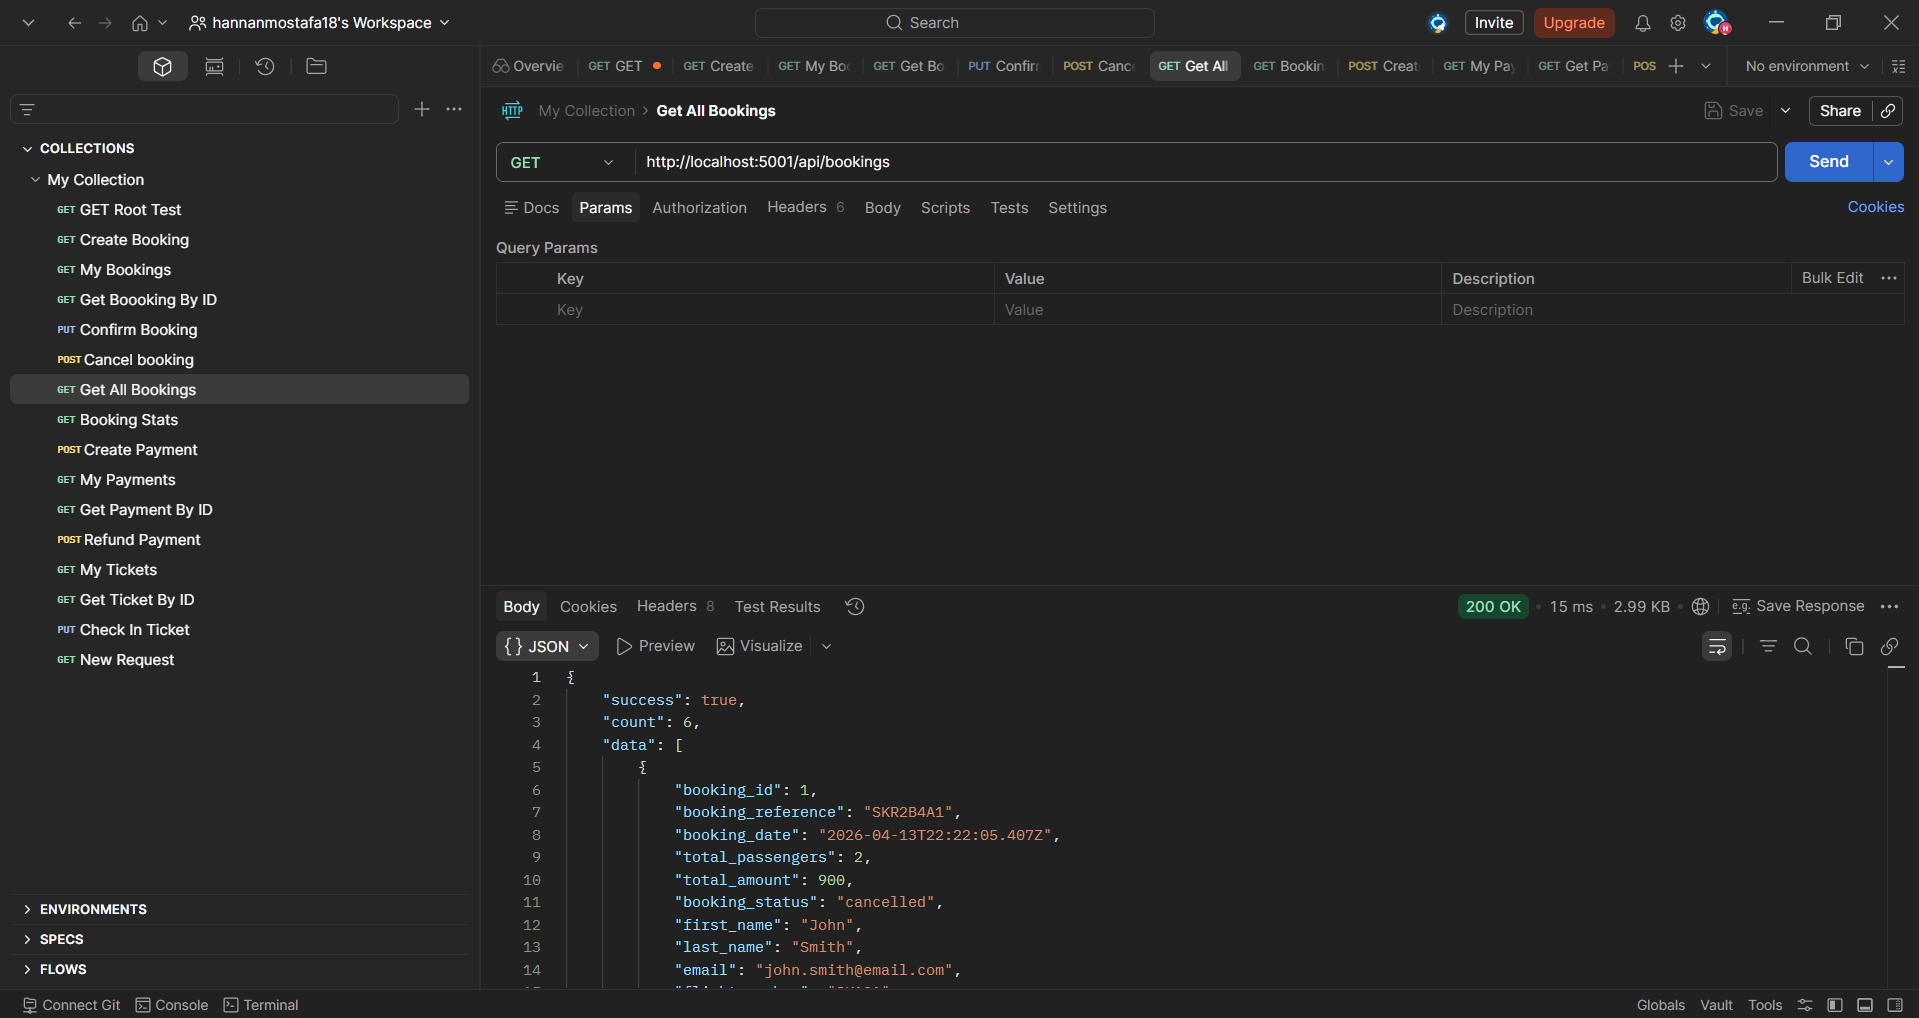 hannanmostafa18's Workspace
Search
Invite
Upgrade
H
Overvie
GET GET
GET Create
GET My Bo
GET Get Bo
PUT Confir
POST Canc
GET Get All
GET Bookin
POST Creat
GET My Pa
GET Get Pa
POS
No environment
HTTP My Collection > Get All Bookings
Save
Share
COLLECTIONS
My Collection
GET GET Root Test
GET Create Booking
GET My Bookings
GET Get Boooking By ID
PUT Confirm Booking
POST Cancel booking
GET Get All Bookings
GET Booking Stats
POST Create Payment
GET My Payments
GET Get Payment By ID
POST Refund Payment
GET My Tickets
GET Get Ticket By ID
PUT Check In Ticket
GET New Request
ENVIRONMENTS
SPECS
FLOWS
GET http://localhost:5001/api/bookings
Send
Docs Params Authorization Headers 6 Body Scripts Tests Settings
Cookies
Query Params
Key Value Description Bulk Edit
Key Value Description
Body Cookies Headers 8 Test Results
200 OK • 15 ms • 2.99 KB
e.g. Save Response
{} JSON Preview Visualize
1 {
2 "success": true,
3 "count": 6,
4 "data": [
5 {
6 "booking_id": 1,
7 "booking_reference": "SKR2B4A1",
8 "booking_date": "2026-04-13T22:22:05.407Z",
9 "total_passengers": 2,
10 "total_amount": 900,
11 "booking_status": "cancelled",
12 "first_name": "John",
13 "last_name": "Smith",
14 "email": "john.smith@email.com",
Connect Git Console Terminal
Globals Vault Tools